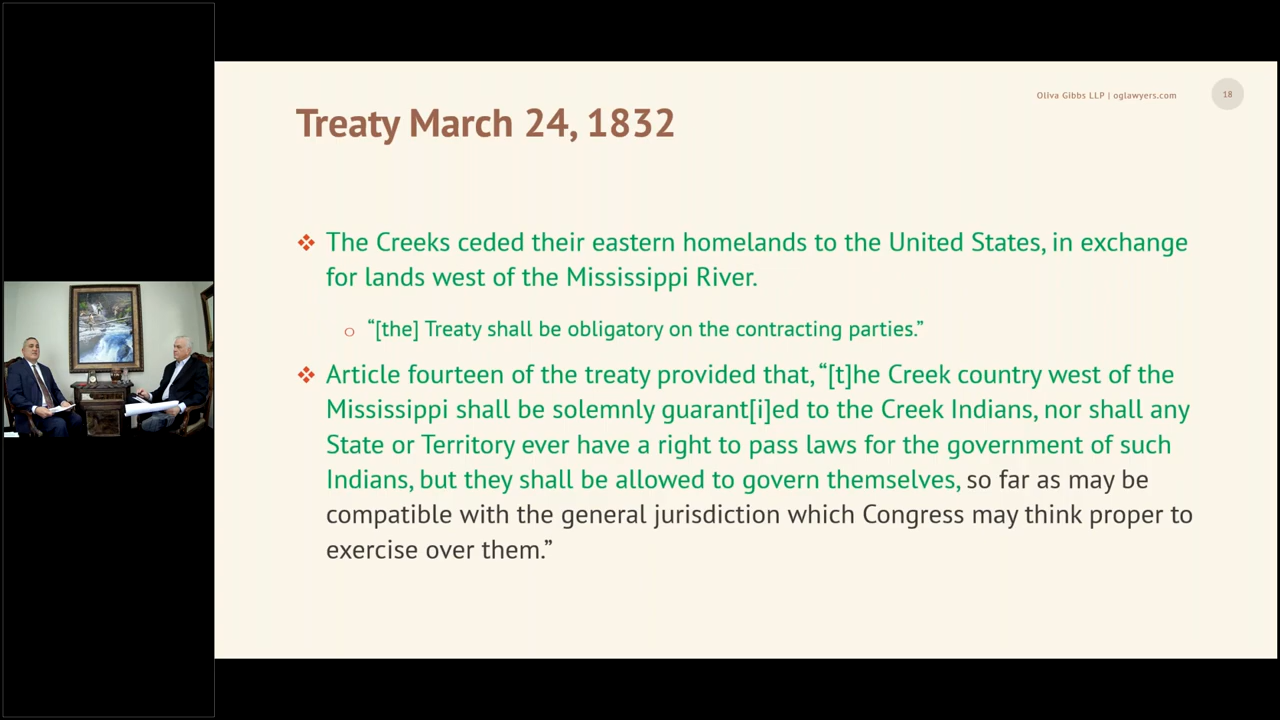 Oliva Gibbs LLP | oglawyers.com
18
Treaty March 24, 1832
The Creeks ceded their eastern homelands to the United States, in exchange
for lands west of the Mississippi River.
“[the] Treaty shall be obligatory on the contracting parties.”
Article fourteen of the treaty provided that, “[t]he Creek country west of the
Mississippi shall be solemnly guarant[i]ed to the Creek Indians, nor shall any
State or Territory ever have a right to pass laws for the government of such
Indians, but they shall be allowed to govern themselves, so far as may be
compatible with the general jurisdiction which Congress may think proper to
exercise over them.”